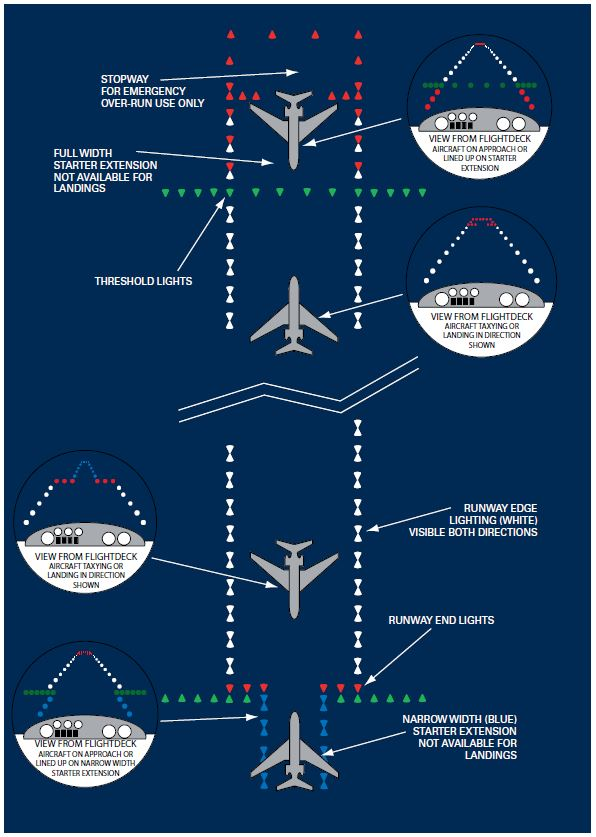 STOPWAY
FOR EMERGENCY
OVER-RUN USE ONLY
VIEW FROM FLIGHTDECK
AIRCRAFT ON APPROACH OR
LINED UP ON STARTER
EXTENSION
FULL WIDTH
STARTER EXTENSION
NOT AVAILABLE FOR
LANDINGS
THRESHOLD LIGHTS
VIEW FROM FLIGHTDECK
AIRCRAFT TAXYING OR
LANDING IN DIRECTION
SHOWN
RUNWAY EDGE
LIGHTING (WHITE)
VISIBLE BOTH DIRECTIONS
VIEW FROM FLIGHTDECK
AIRCRAFT TAXYING OR
LANDING IN DIRECTION
SHOWN
RUNWAY END LIGHTS
NARROW WIDTH (BLUE)
STARTER EXTENSION
NOT AVAILABLE FOR
LANDINGS
VIEW FROM FLIGHTDECK
AIRCRAFT ON APPROACH OR
LINED UP ON NARROW WIDTH
STARTER EXTENSION